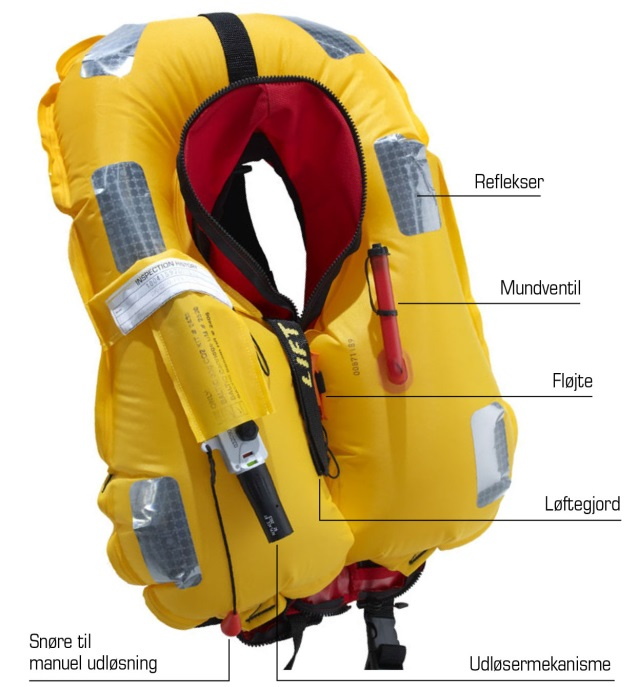 Reflekser
INSPECTION
Mundventil
LIFT
Fløjte
Løftegjord
Snøre til
manuel udløsning
Udløsermekanisme